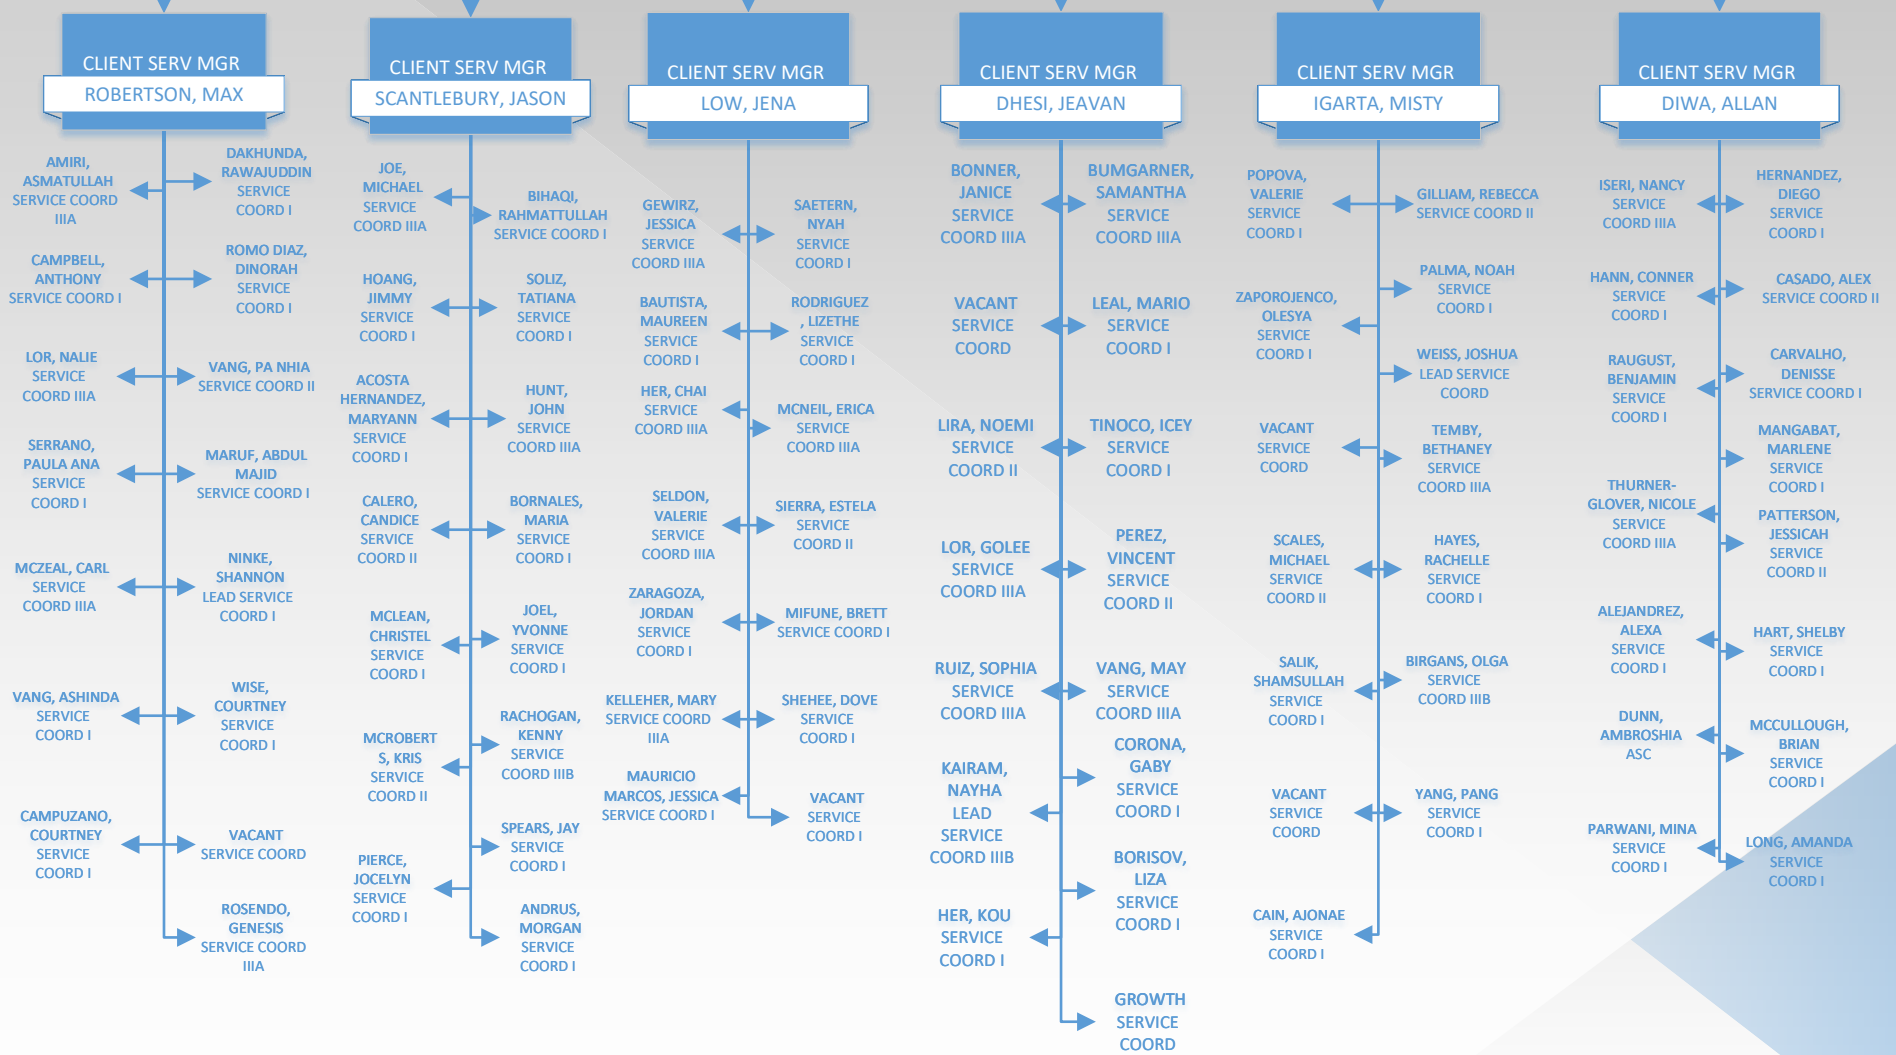 CLIENT SERV MGR
ROBERTSON, MAX
AMIRI,
ASMATULLAH
SERVICE COORD
IIIA
DAKHUNDA,
RAWAJUDDIN
SERVICE
COORD I
CAMPBELL,
ANTHONY
SERVICE COORD I
ROMO DIAZ,
DINORAH
SERVICE
COORD I
LOR, NALIE
SERVICE
COORD IIIA
VANG, PA NHIA
SERVICE COORD II
SERRANO,
PAULA ANA
SERVICE
COORD I
MARUF, ABDUL
MAJID
SERVICE COORD I
MCZEAL, CARL
SERVICE
COORD IIIA
NINKE,
SHANNON
LEAD SERVICE
COORD I
VANG, ASHINDA
SERVICE
COORD I
WISE,
COURTNEY
SERVICE
COORD I
CAMPUZANO,
COURTNEY
SERVICE
COORD I
VACANT
SERVICE COORD
ROSENDO,
GENESIS
SERVICE COORD
IIIA
CLIENT SERV MGR
SCANTLEBURY, JASON
JOE,
MICHAEL
SERVICE
COORD IIIA
BIHAQI,
RAHMATTULLAH
SERVICE COORD I
HOANG,
JIMMY
SERVICE
COORD I
SOLIZ,
TATIANA
SERVICE
COORD I
ACOSTA
HERNANDEZ,
MARYANN
SERVICE
COORD I
HUNT,
JOHN
SERVICE
COORD IIIA
CALERO,
CANDICE
SERVICE
COORD II
BORNALES,
MARIA
SERVICE
COORD I
MCLEAN,
CHRISTEL
SERVICE
COORD I
JOEL,
YVONNE
SERVICE
COORD I
MCROBERT
S, KRIS
SERVICE
COORD II
RACHOGAN,
KENNY
SERVICE
COORD IIIB
PIERCE,
JOCELYN
SERVICE
COORD I
SPEARS, JAY
SERVICE
COORD I
ANDRUS,
MORGAN
SERVICE
COORD I
CLIENT SERV MGR
LOW, JENA
GEWIRZ,
JESSICA
SERVICE
COORD IIIA
SAETERN,
NYAH
SERVICE
COORD I
BAUTISTA,
MAUREEN
SERVICE
COORD I
RODRIGUEZ
, LIZETHE
SERVICE
COORD I
HER, CHAI
SERVICE
COORD IIIA
MCNEIL, ERICA
SERVICE
COORD IIIA
SELDON,
VALERIE
SERVICE
COORD IIIA
SIERRA, ESTELA
SERVICE
COORD II
ZARAGOZA,
JORDAN
SERVICE
COORD I
MIFUNE, BRETT
SERVICE COORD I
KELLEHER, MARY
SERVICE COORD
IIIA
SHEHEE, DOVE
SERVICE
COORD I
MAURICIO
MARCOS, JESSICA
SERVICE COORD I
VACANT
SERVICE
COORD I
CLIENT SERV MGR
DHESI, JEAVAN
BONNER,
JANICE
SERVICE
COORD IIIA
BUMGARNER,
SAMANTHA
SERVICE
COORD IIIA
VACANT
SERVICE
COORD
LEAL, MARIO
SERVICE
COORD I
LIRA, NOEMI
SERVICE
COORD II
TINOCO, ICEY
SERVICE
COORD I
LOR, GOLEE
SERVICE
COORD IIIA
PEREZ,
VINCENT
SERVICE
COORD II
RUIZ, SOPHIA
SERVICE
COORD IIIA
VANG, MAY
SERVICE
COORD IIIA
KAIRAM,
NAYHA
LEAD
SERVICE
COORD IIIB
CORONA,
GABY
SERVICE
COORD I
HER, KOU
SERVICE
COORD I
BORISOV,
LIZA
SERVICE
COORD I
GROWTH
SERVICE
COORD
CLIENT SERV MGR
IGARTA, MISTY
POPOVA,
VALERIE
SERVICE
COORD I
GILLIAM, REBECCA
SERVICE COORD II
ZAPOROJENCO,
OLESYA
SERVICE
COORD I
PALMA, NOAH
SERVICE
COORD I
WEISS, JOSHUA
LEAD SERVICE
COORD
VACANT
SERVICE
COORD
TEMBY,
BETHANEY
SERVICE
COORD IIIA
SCALES,
MICHAEL
SERVICE
COORD II
HAYES,
RACHELLE
SERVICE
COORD I
SALIK,
SHAMSULLAH
SERVICE
COORD I
BIRGANS, OLGA
SERVICE
COORD IIIB
VACANT
SERVICE
COORD
YANG, PANG
SERVICE
COORD I
CAIN, AJONAE
SERVICE
COORD I
CLIENT SERV MGR
DIWA, ALLAN
ISERI, NANCY
SERVICE
COORD IIIA
HERNANDEZ,
DIEGO
SERVICE
COORD I
HANN, CONNER
SERVICE
COORD I
CASADO, ALEX
SERVICE COORD II
RAUGUST,
BENJAMIN
SERVICE
COORD I
CARVALHO,
DENISSE
SERVICE COORD I
THURNER-
GLOVER, NICOLE
SERVICE
COORD IIIA
MANGABAT,
MARLENE
SERVICE
COORD I
PATTERSON,
JESSICAH
SERVICE
COORD II
ALEJANDREZ,
ALEXA
SERVICE
COORD I
HART, SHELBY
SERVICE
COORD I
DUNN,
AMBROSHIA
ASC
MCCULLOUGH,
BRIAN
SERVICE
COORD I
PARWANI, MINA
SERVICE
COORD I
LONG, AMANDA
SERVICE
COORD I